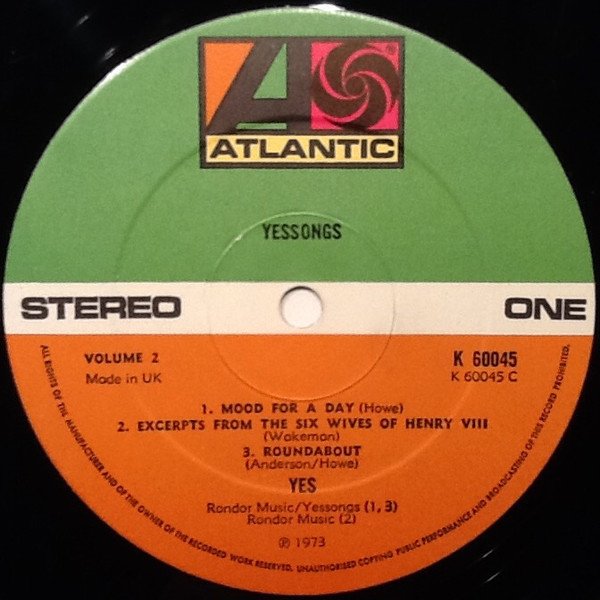 ATLANTIC
®
YESSONGS
STEREO
ONE
VOLUME 2
K 60045
Made in UK
K 60045 C
1. MOOD FOR A DAY (Howe)
2. EXCERPTS FROM THE SIX WIVES OF HENRY VIII
(Wakeman)
3. ROUNDABOUT
(Anderson/Howe)
YES
Rondor Music/Yessongs (1, 3)
Rondor Music (2)
℗ 1973
ALL RIGHTS OF THE MANUFACTURER AND OF THE OWNER OF THE RECORDED WORK RESERVED. UNAUTHORISED COPYING PUBLIC PERFORMANCE AND BROADCASTING OF THIS RECORD PROHIBITED.